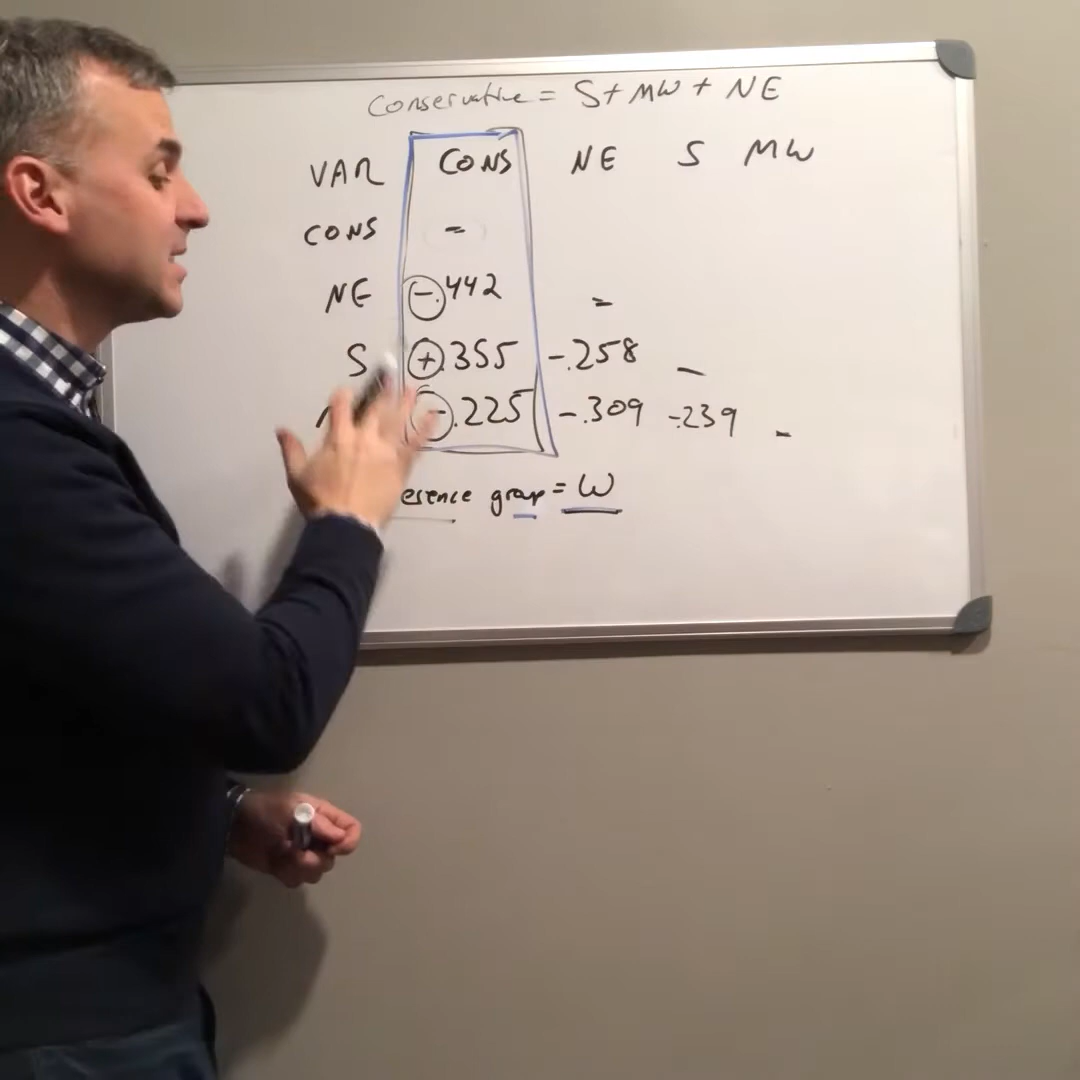 Conservative = S + MW + NE
VAR CONS NE S MW
CONS -
NE -.442 -
S +.355 -.258 -
-.225 -.309 -.239 -
group = W